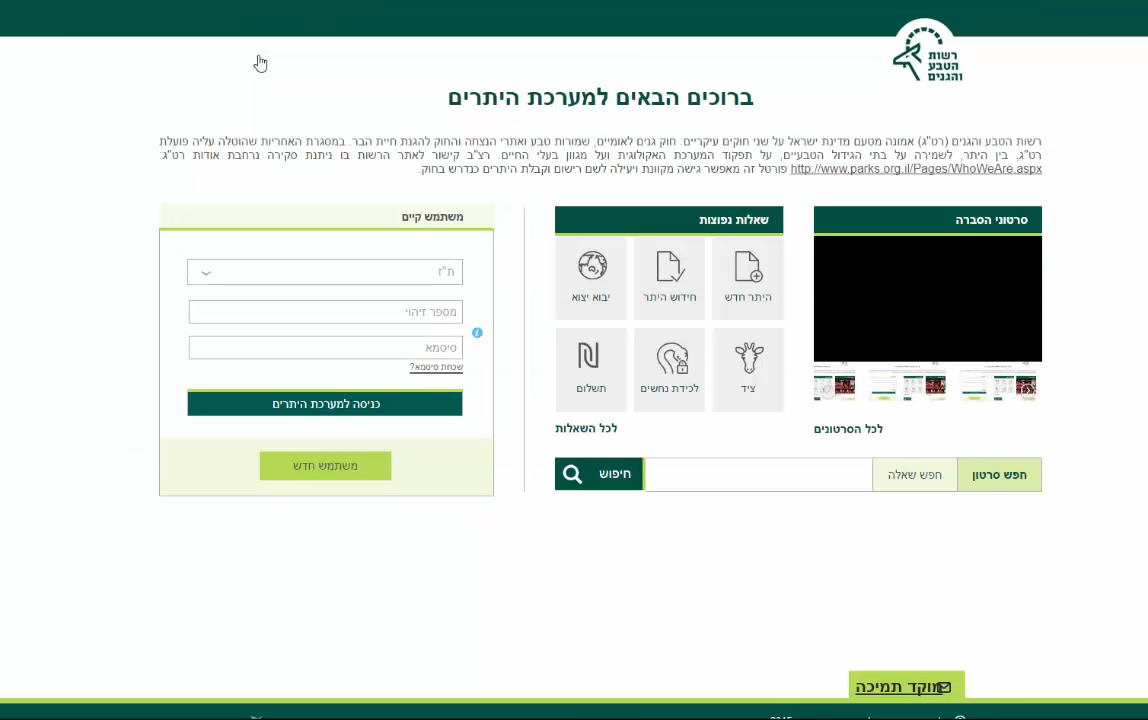 רשות
הטבע
והגנים
ברוכים הבאים למערכת היתרים
רשות הטבע והגנים (רט"ג) אמונה מטעם מדינת ישראל על שני חוקים עיקריים. חוק גנים לאומיים, שמורות טבע ואתרי הנצחה והחוק להגנת חיית הבר. במסגרת האחריות שהוטלה עליה פועלת
רט"ג, בין היתר, לשמירה על בתי הגידול הטבעיים, על תפקוד המערכת האקולוגית ועל מגוון בעלי החיים. רצ"ב קישור לאתר הרשות בו ניתנת סקירה נרחבת אודות רט"ג:
http://www.parks.org.il/Pages/WhoWeAre.aspx פורטל זה מאפשר גישה מקוונת ויעילה לשם רישום וקבלת היתרים כנדרש בחוק.
סרטוני הסברה
לכל הסרטונים
שאלות נפוצות
היתר חדש
חידוש היתר
יבוא יצוא
ציד
לכידת נחשים
תשלום
לכל השאלות
חפש סרטון
חפש שאלה
חיפוש
משתמש קיים
ת"ז
מספר זיהוי
סיסמא
שכחת סיסמא?
כניסה למערכת היתרים
משתמש חדש
מוקד תמיכה